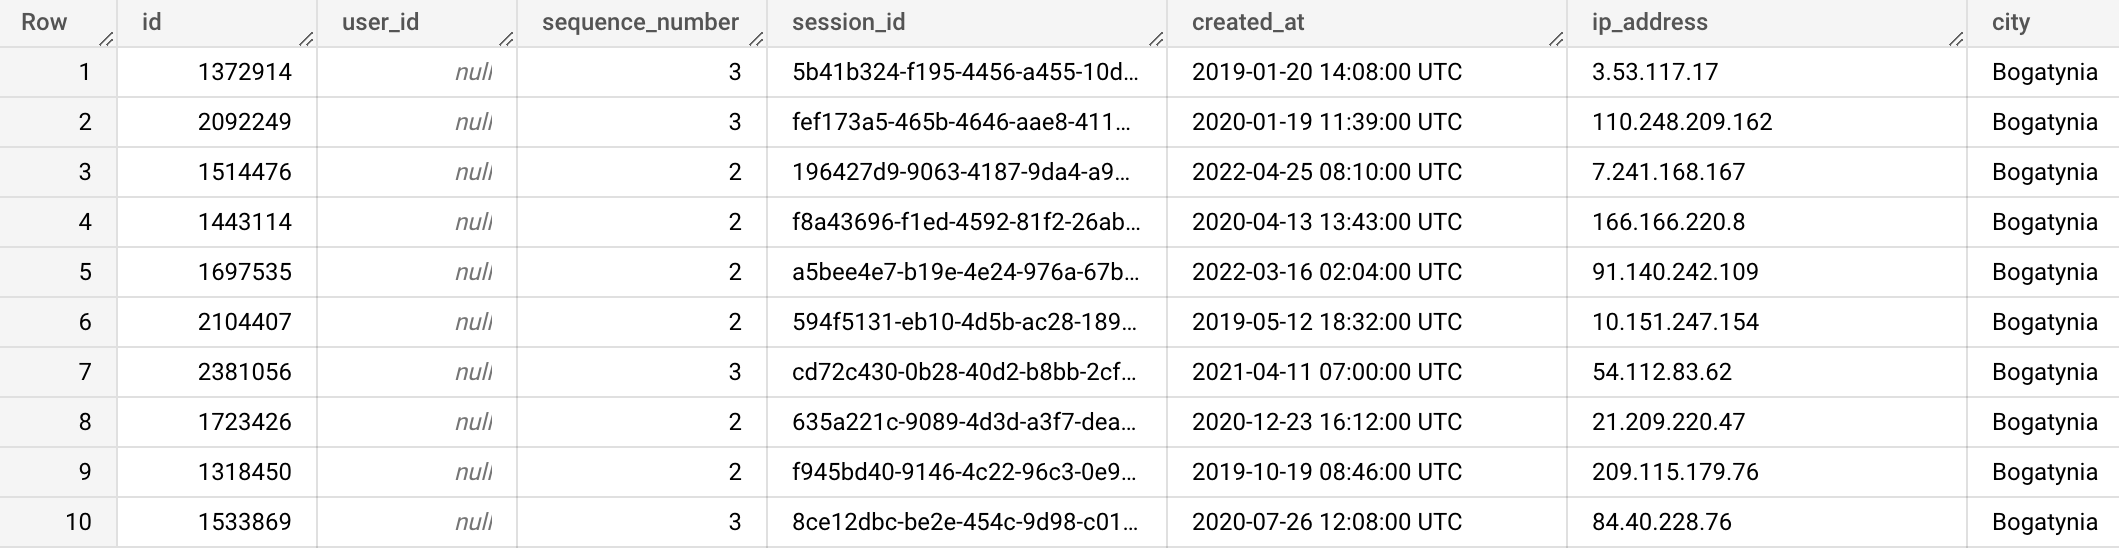 Row id user_id sequence_number session_id created_at ip_address city
1 1372914 null 3 5b41b324-f195-4456-a455-10d... 2019-01-20 14:08:00 UTC 3.53.117.17 Bogatynia
2 2092249 null 3 fef173a5-465b-4646-aae8-411... 2020-01-19 11:39:00 UTC 110.248.209.162 Bogatynia
3 1514476 null 2 196427d9-9063-4187-9da4-a9... 2022-04-25 08:10:00 UTC 7.241.168.167 Bogatynia
4 1443114 null 2 f8a43696-f1ed-4592-81f2-26ab... 2020-04-13 13:43:00 UTC 166.166.220.8 Bogatynia
5 1697535 null 2 a5bee4e7-b19e-4e24-976a-67b... 2022-03-16 02:04:00 UTC 91.140.242.109 Bogatynia
6 2104407 null 2 594f5131-eb10-4d5b-ac28-189... 2019-05-12 18:32:00 UTC 10.151.247.154 Bogatynia
7 2381056 null 3 cd72c430-0b28-40d2-b8bb-2cf... 2021-04-11 07:00:00 UTC 54.112.83.62 Bogatynia
8 1723426 null 2 635a221c-9089-4d3d-a3f7-dea... 2020-12-23 16:12:00 UTC 21.209.220.47 Bogatynia
9 1318450 null 2 f945bd40-9146-4c22-96c3-0e9... 2019-10-19 08:46:00 UTC 209.115.179.76 Bogatynia
10 1533869 null 3 8ce12dbc-be2e-454c-9d98-c01... 2020-07-26 12:08:00 UTC 84.40.228.76 Bogatynia